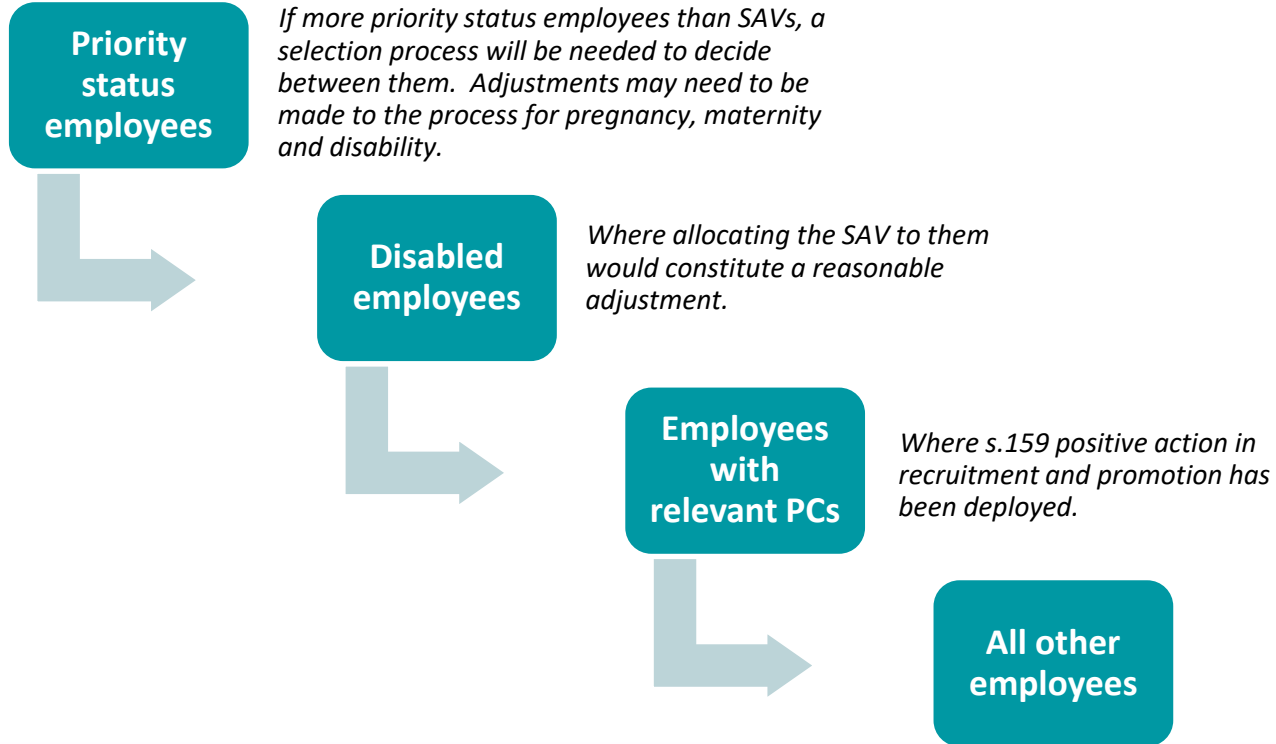 Priority
status
employees
If more priority status employees than SAVs, a
selection process will be needed to decide
between them.  Adjustments may need to be
made to the process for pregnancy, maternity
and disability.
Disabled
employees
Where allocating the SAV to them
would constitute a reasonable
adjustment.
Employees
with
relevant PCs
Where s.159 positive action in
recruitment and promotion has
been deployed.
All other
employees